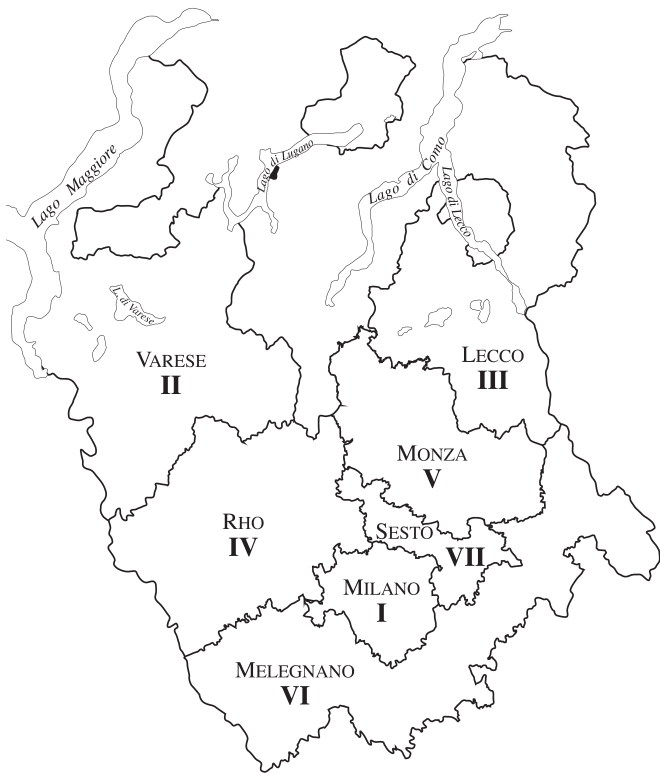 Lago Maggiore
Lago di Lugano
Lago di Como
Lago di Lecco
L. di Varese
VARESE
II
LECCO
III
MONZA
V
RHO
IV
SESTO
VII
MILANO
I
MELEGNANO
VI